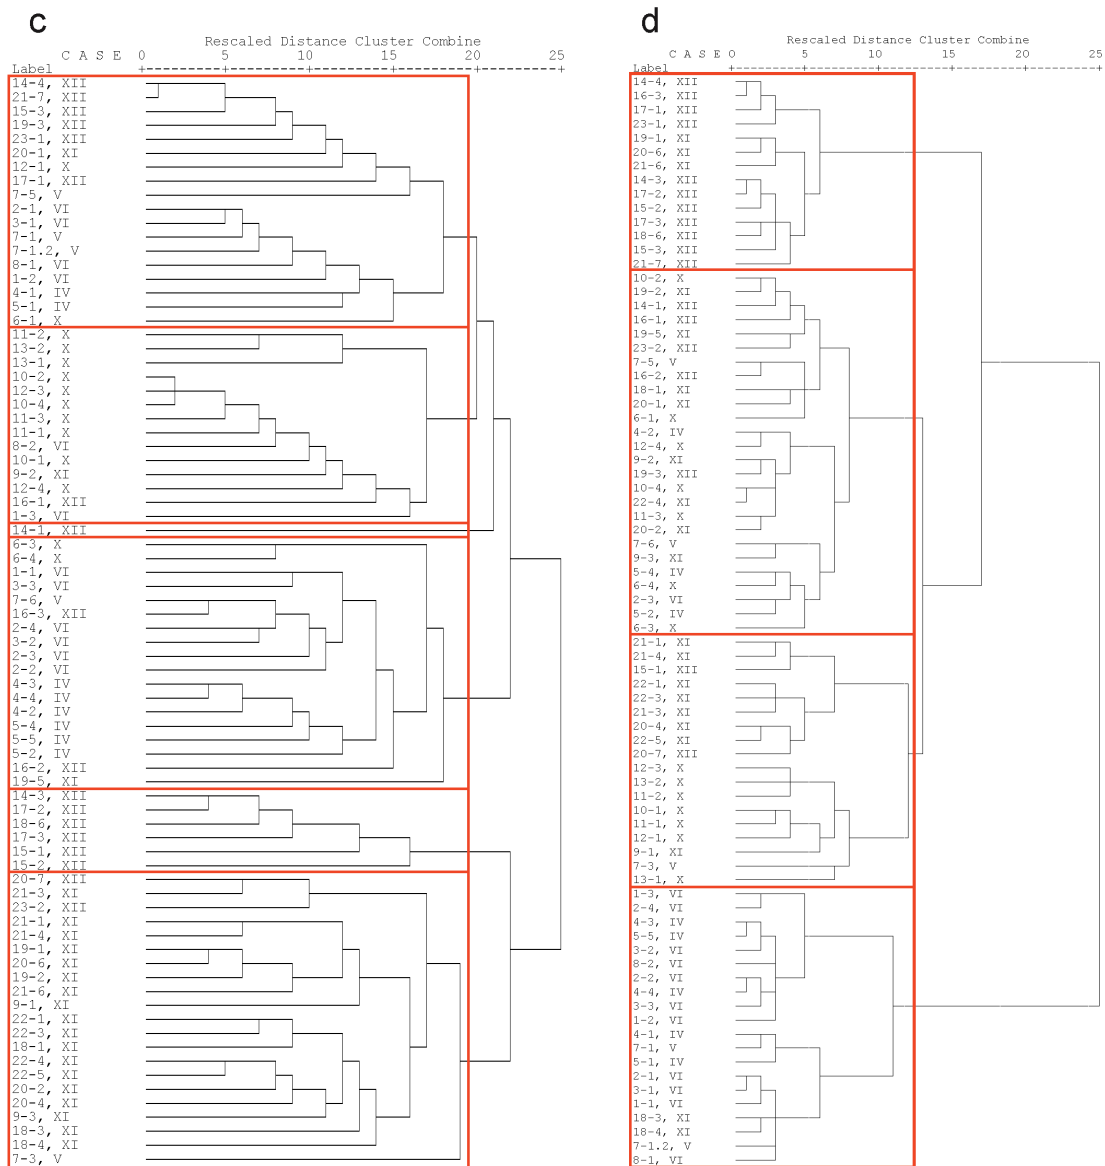 c
Rescaled Distance Cluster Combine
C A S E 0 5 10 15 20 25
Label
14-4, XII
21-7, XII
15-3, XII
19-3, XII
23-1, XII
20-1, XI
12-1, X
17-1, XII
7-5, V
2-1, VI
3-1, VI
7-1, V
7-1.2, V
8-1, VI
1-2, VI
4-1, IV
5-1, IV
6-1, X
11-2, X
13-2, X
13-1, X
10-2, X
12-3, X
10-4, X
11-3, X
11-1, X
8-2, VI
10-1, X
9-2, XI
12-4, X
16-1, XII
1-3, VI
14-1, XII
6-3, X
6-4, X
1-1, VI
3-3, VI
7-6, V
16-3, XII
2-4, VI
3-2, VI
2-3, VI
2-2, VI
4-3, IV
4-4, IV
4-2, IV
5-4, IV
5-5, IV
5-2, IV
16-2, XII
19-5, XI
14-3, XII
17-2, XII
18-6, XII
17-3, XII
15-1, XII
15-2, XII
20-7, XII
21-3, XI
23-2, XII
21-1, XI
21-4, XI
19-1, XI
20-6, XI
19-2, XI
21-6, XI
9-1, XI
22-1, XI
22-3, XI
18-1, XI
22-4, XI
22-5, XI
20-2, XI
20-4, XI
9-3, XI
18-3, XI
18-4, XI
7-3, V
d
Rescaled Distance Cluster Combine
C A S E 0 5 10 15 20 25
Label
14-4, XII
16-3, XII
17-1, XII
23-1, XII
19-1, XI
20-6, XI
21-6, XI
14-3, XII
17-2, XII
15-2, XII
17-3, XII
18-6, XII
15-3, XII
21-7, XII
10-2, X
19-2, XI
14-1, XII
16-1, XII
19-5, XI
23-2, XII
7-5, V
16-2, XII
18-1, XI
20-1, XI
6-1, X
4-2, IV
12-4, X
9-2, XI
19-3, XII
10-4, X
22-4, XI
11-3, X
20-2, XI
7-6, V
9-3, XI
5-4, IV
6-4, X
2-3, VI
5-2, IV
6-3, X
21-1, XI
21-4, XI
15-1, XII
22-1, XI
22-3, XI
21-3, XI
20-4, XI
22-5, XI
20-7, XII
12-3, X
13-2, X
11-2, X
10-1, X
11-1, X
12-1, X
9-1, XI
7-3, V
13-1, X
1-3, VI
2-4, VI
4-3, IV
5-5, IV
3-2, VI
8-2, VI
2-2, VI
4-4, IV
3-3, VI
1-2, VI
4-1, IV
7-1, V
5-1, IV
2-1, VI
3-1, VI
1-1, VI
18-3, XI
18-4, XI
7-1.2, V
8-1, VI